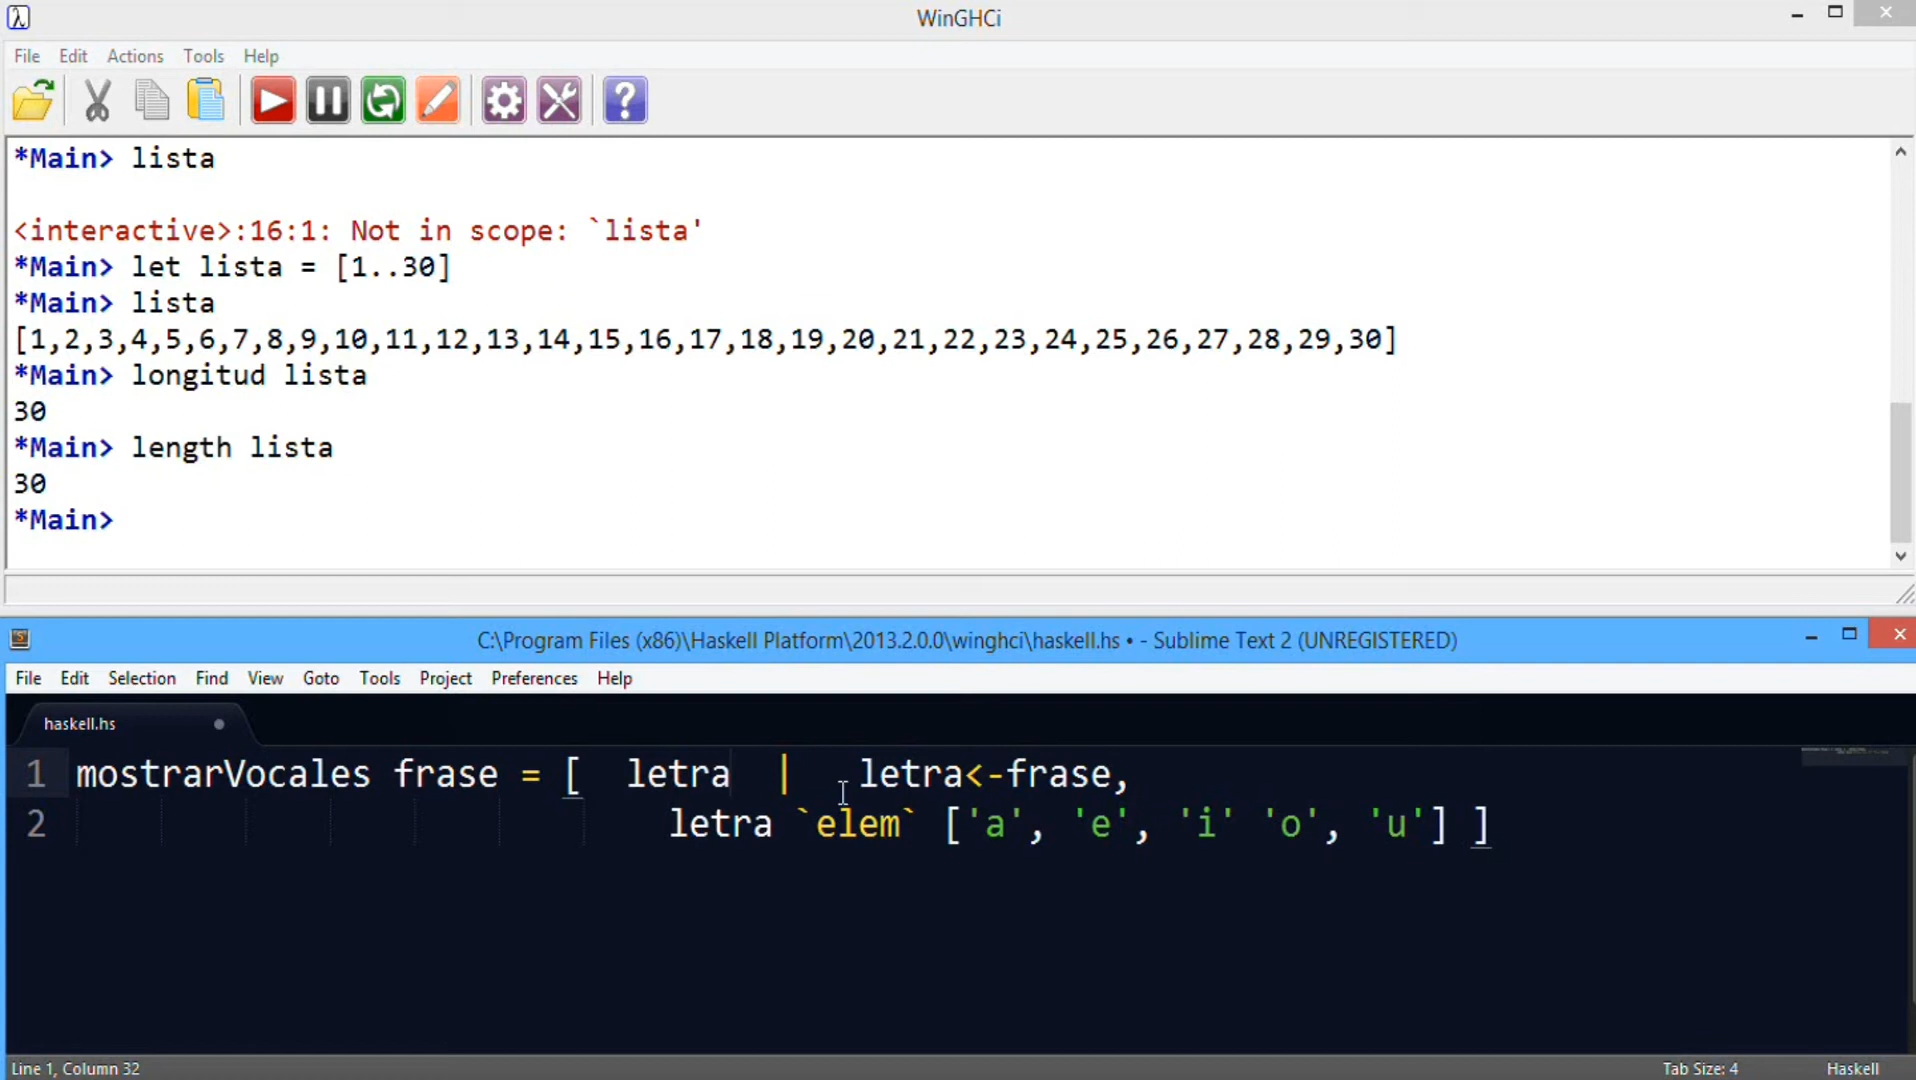 WinGHCi
File Edit Actions Tools Help
*Main> lista
<interactive>:16:1: Not in scope: `lista'
*Main> let lista = [1..30]
*Main> lista
[1,2,3,4,5,6,7,8,9,10,11,12,13,14,15,16,17,18,19,20,21,22,23,24,25,26,27,28,29,30]
*Main> longitud lista
30
*Main> length lista
30
*Main>
C:\Program Files (x86)\Haskell Platform\2013.2.0.0\winghci\haskell.hs • - Sublime Text 2 (UNREGISTERED)
File Edit Selection Find View Goto Tools Project Preferences Help
haskell.hs
1 mostrarVocales frase = [  letra  |   letra<-frase,
2 letra `elem` ['a', 'e', 'i' 'o', 'u'] ]
Line 1, Column 32
Tab Size: 4
Haskell